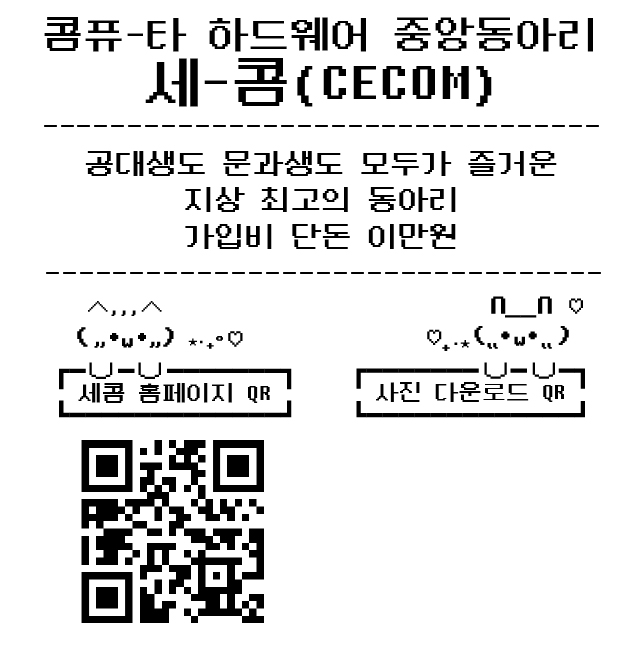 콤퓨-타 하드웨어 중앙동아리
세-콤(CECOM)
공대생도 문과생도 모두가 즐거운
지상 최고의 동아리
가입비 단돈 이만원
세콤 홈페이지 QR
사진 다운로드 QR